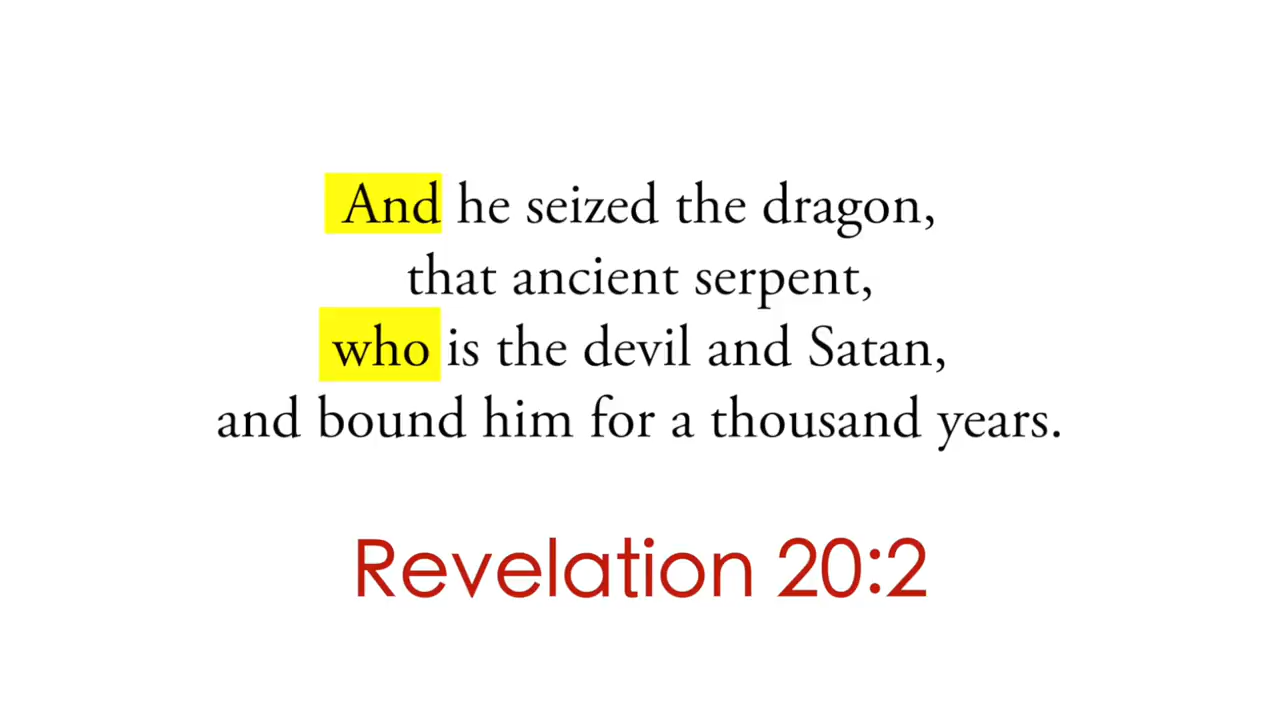 And he seized the dragon,
that ancient serpent,
who is the devil and Satan,
and bound him for a thousand years.
Revelation 20:2